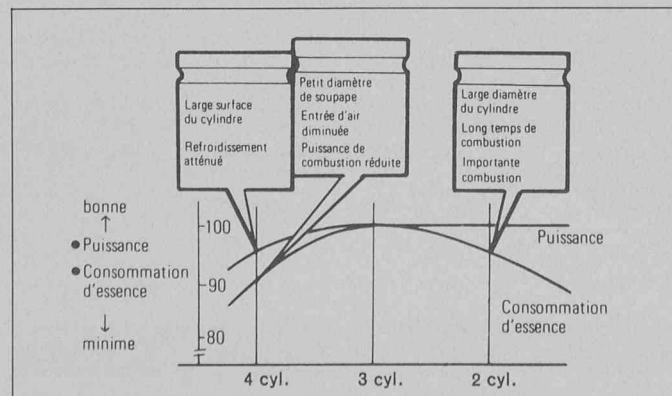 Large surface
du cylindre
Refroidissement
atténué
Petit diamètre
de soupape
Entrée d'air
diminuée
Puissance de
combustion réduite
Large diamètre
du cylindre
Long temps de
combustion
Importante
combustion
bonne
↑
● Puissance
● Consommation
d'essence
↓
minime
100
90
80
Puissance
Consommation
d'essence
4 cyl.
3 cyl.
2 cyl.